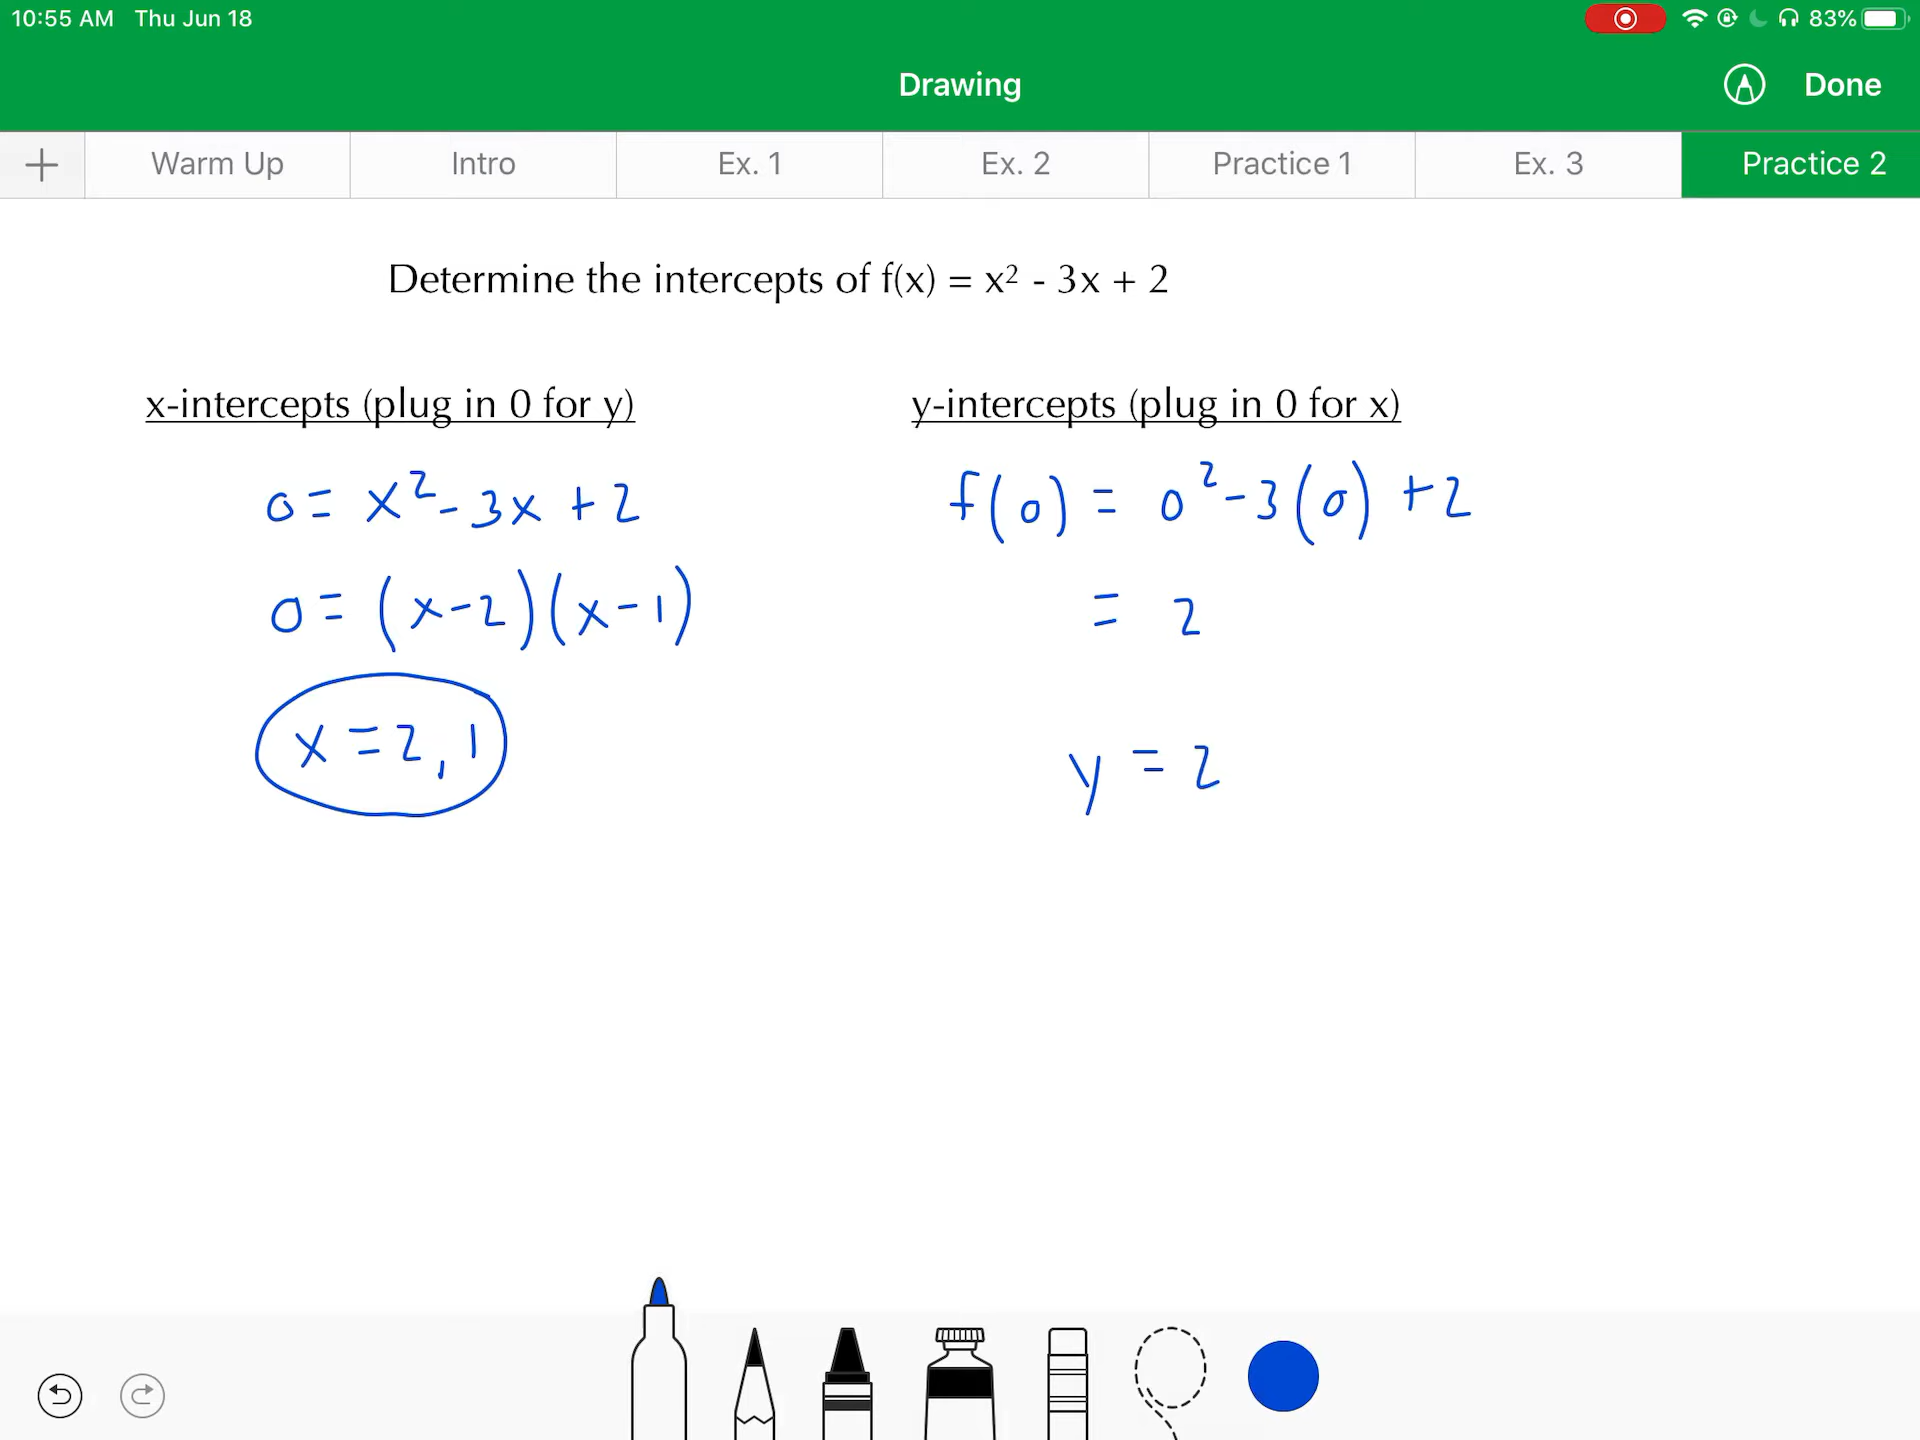 10:55 AM Thu Jun 18 83%
Drawing Done
+ Warm Up Intro Ex. 1 Ex. 2 Practice 1 Ex. 3 Practice 2
Determine the intercepts of f(x) = x² - 3x + 2
x-intercepts (plug in 0 for y)
0 = x² - 3x + 2
0 = (x-2)(x-1)
x = 2, 1
y-intercepts (plug in 0 for x)
f(0) = 0² - 3(0) + 2
= 2
y = 2